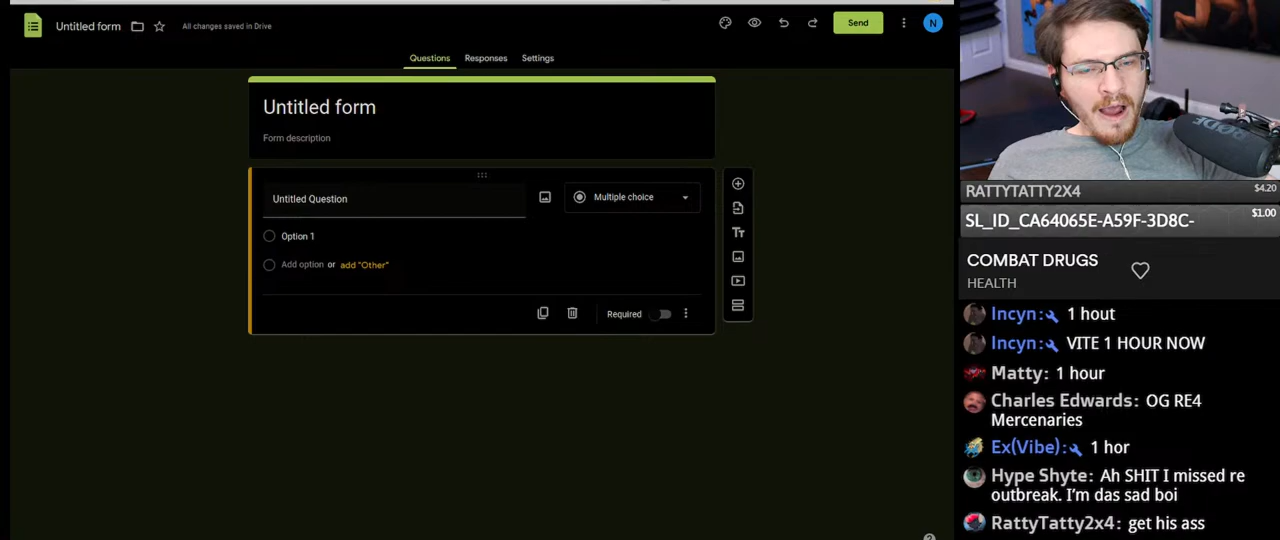 Untitled form
All changes saved in Drive
Send
N
Questions
Responses
Settings
Untitled form
Form description
Untitled Question
Multiple choice
Option 1
Add option or add "Other"
Required
RODE
RATTYTATTY2X4
$4.20
SL_ID_CA64065E-A59F-3D8C-
$1.00
COMBAT DRUGS
HEALTH
Incyn: 1 hout
Incyn: VITE 1 HOUR NOW
Matty: 1 hour
Charles Edwards: OG RE4
Mercenaries
Ex(Vibe): 1 hor
Hype Shyte: Ah SHIT I missed re
outbreak. I'm das sad boi
RattyTatty2x4: get his ass